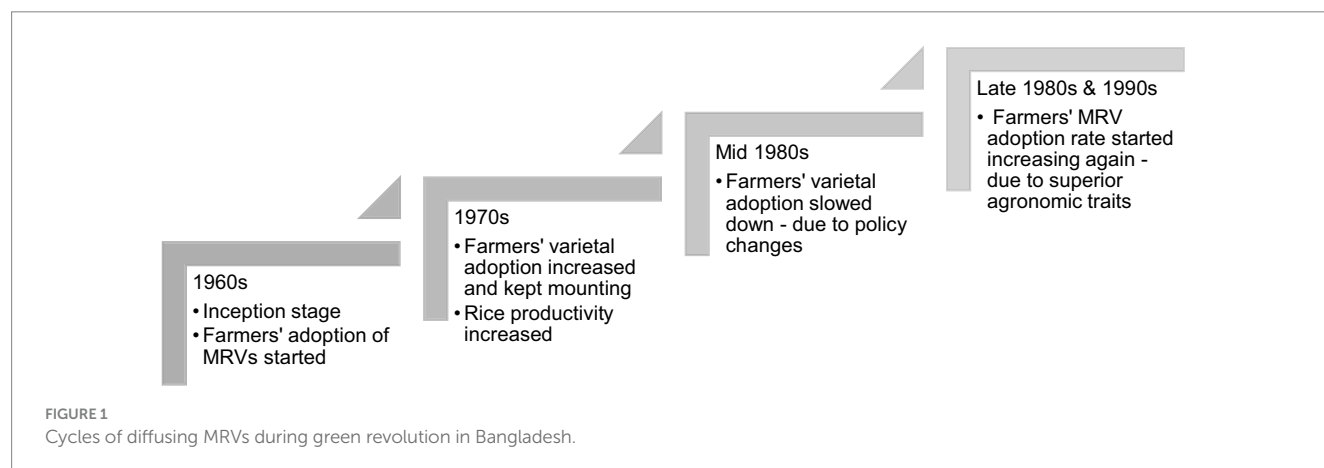 1960s
• Inception stage
• Farmers' adoption of
MRVs started
1970s
• Farmers' varietal
adoption increased
and kept mounting
• Rice productivity
increased
Mid 1980s
• Farmers' varietal
adoption slowed
down - due to policy
changes
Late 1980s & 1990s
• Farmers' MRV
adoption rate started
increasing again -
due to superior
agronomic traits
FIGURE 1
Cycles of diffusing MRVs during green revolution in Bangladesh.